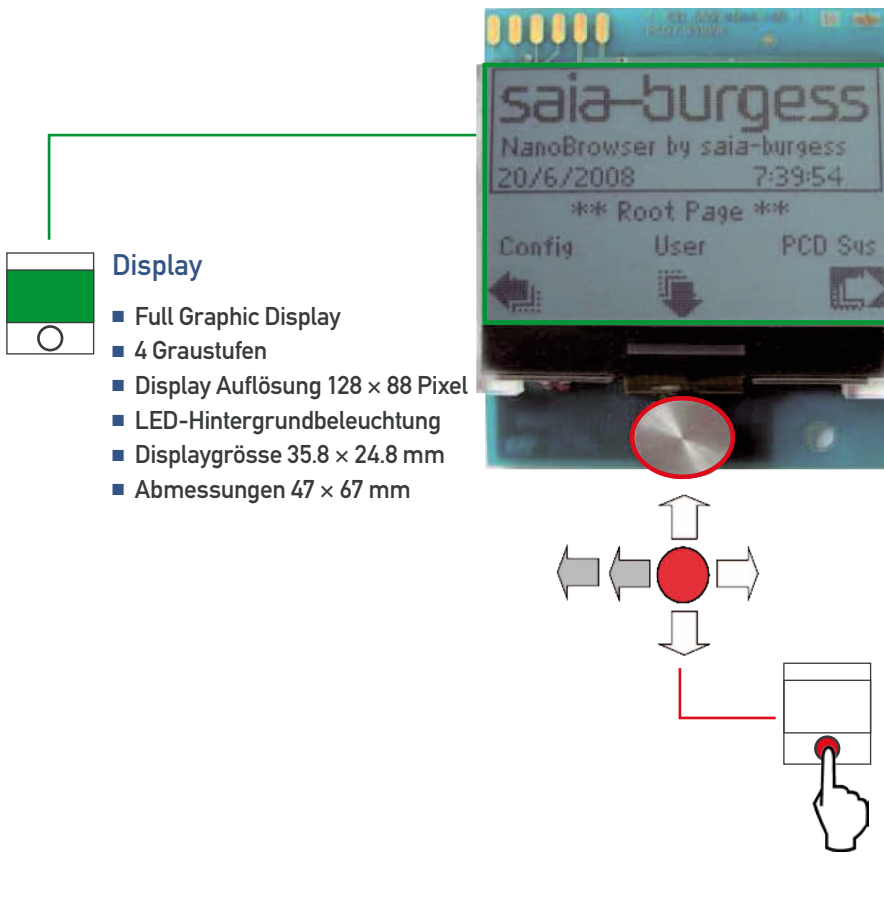 saia-burgess
NanoBrowser by saia-burgess
20/6/2008 7:39:54
** Root Page **
Config User PCD Sys
Display
■ Full Graphic Display
■ 4 Graustufen
■ Display Auflösung 128 × 88 Pixel
■ LED-Hintergrundbeleuchtung
■ Displaygrösse 35.8 × 24.8 mm
■ Abmessungen 47 × 67 mm